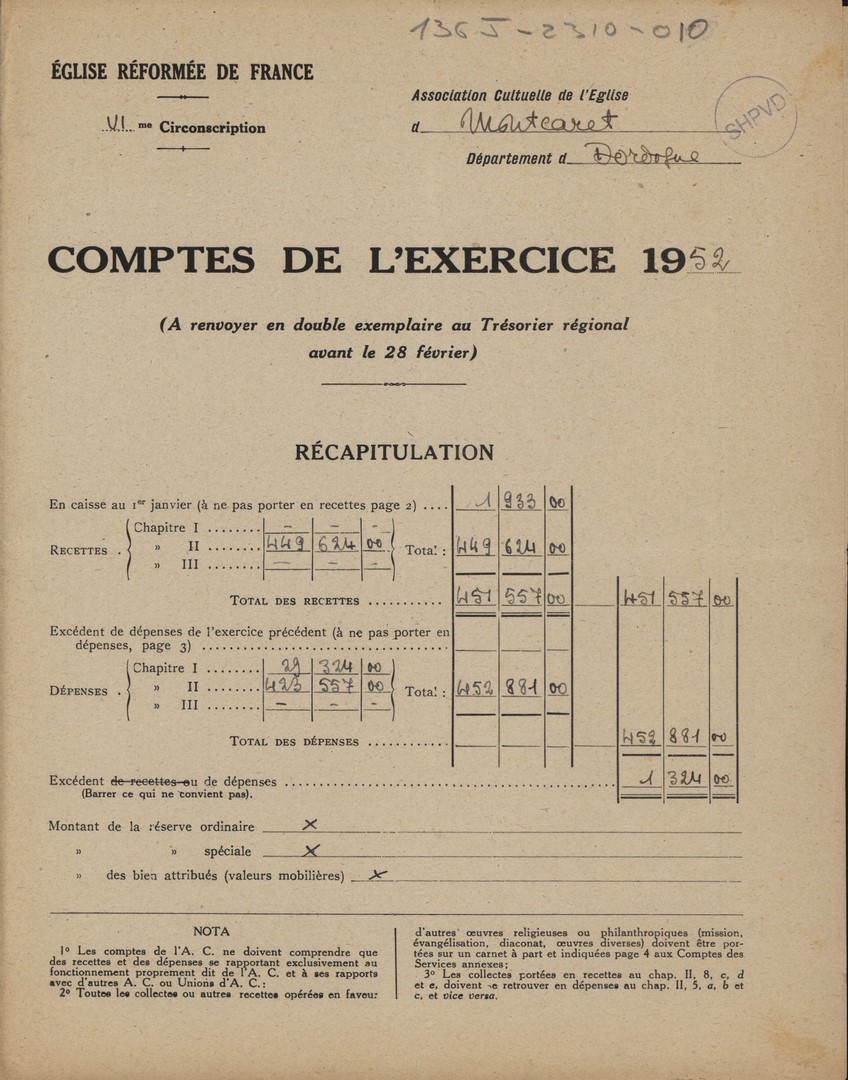 136 J - 2310 - 010
ÉGLISE RÉFORMÉE DE FRANCE
VI me Circonscription
Association Cultuelle de l'Eglise
d Montcaret
Département d Dordogne
SHPVD
COMPTES DE L'EXERCICE 1952
(A renvoyer en double exemplaire au Trésorier régional
avant le 28 février)
RÉCAPITULATION
En caisse au 1er janvier (à ne pas porter en recettes page 2) .... 1 933 00
Chapitre I ........ - - -
RECETTES . » II ........ 449 624 00 Total : 449 624 00
» III ........ - - -
TOTAL DES RECETTES ........... 451 557 00 451 557 00
Excédent de dépenses de l'exercice précédent (à ne pas porter en
dépenses, page 3) ....................................
Chapitre I ........ 29 324 00
DÉPENSES . » II ........ 423 557 00 Total : 452 881 00
» III ........ - - -
TOTAL DES DÉPENSES ............ 452 881 00
Excédent de recettes ou de dépenses .................................................... 1 324 00
(Barrer ce qui ne convient pas).
Montant de la réserve ordinaire x
» » spéciale x
» des bien attribués (valeurs mobilières) x
NOTA
1° Les comptes de l'A. C. ne doivent comprendre que
des recettes et des dépenses se rapportant exclusivement au
fonctionnement proprement dit de l'A. C. et à ses rapports
avec d'autres A. C. ou Unions d'A. C. :
2° Toutes les collectes ou autres recettes opérées en faveur
d'autres œuvres religieuses ou philanthropiques (mission,
évangélisation, diaconat, œuvres diverses) doivent être por-
tées sur un carnet à part et indiquées page 4 aux Comptes des
Services annexes ;
3° Les collectes portées en recettes au chap. II, 8, c, d
et e, doivent se retrouver en dépenses au chap. II, 5, a, b et
c, et vice versa.